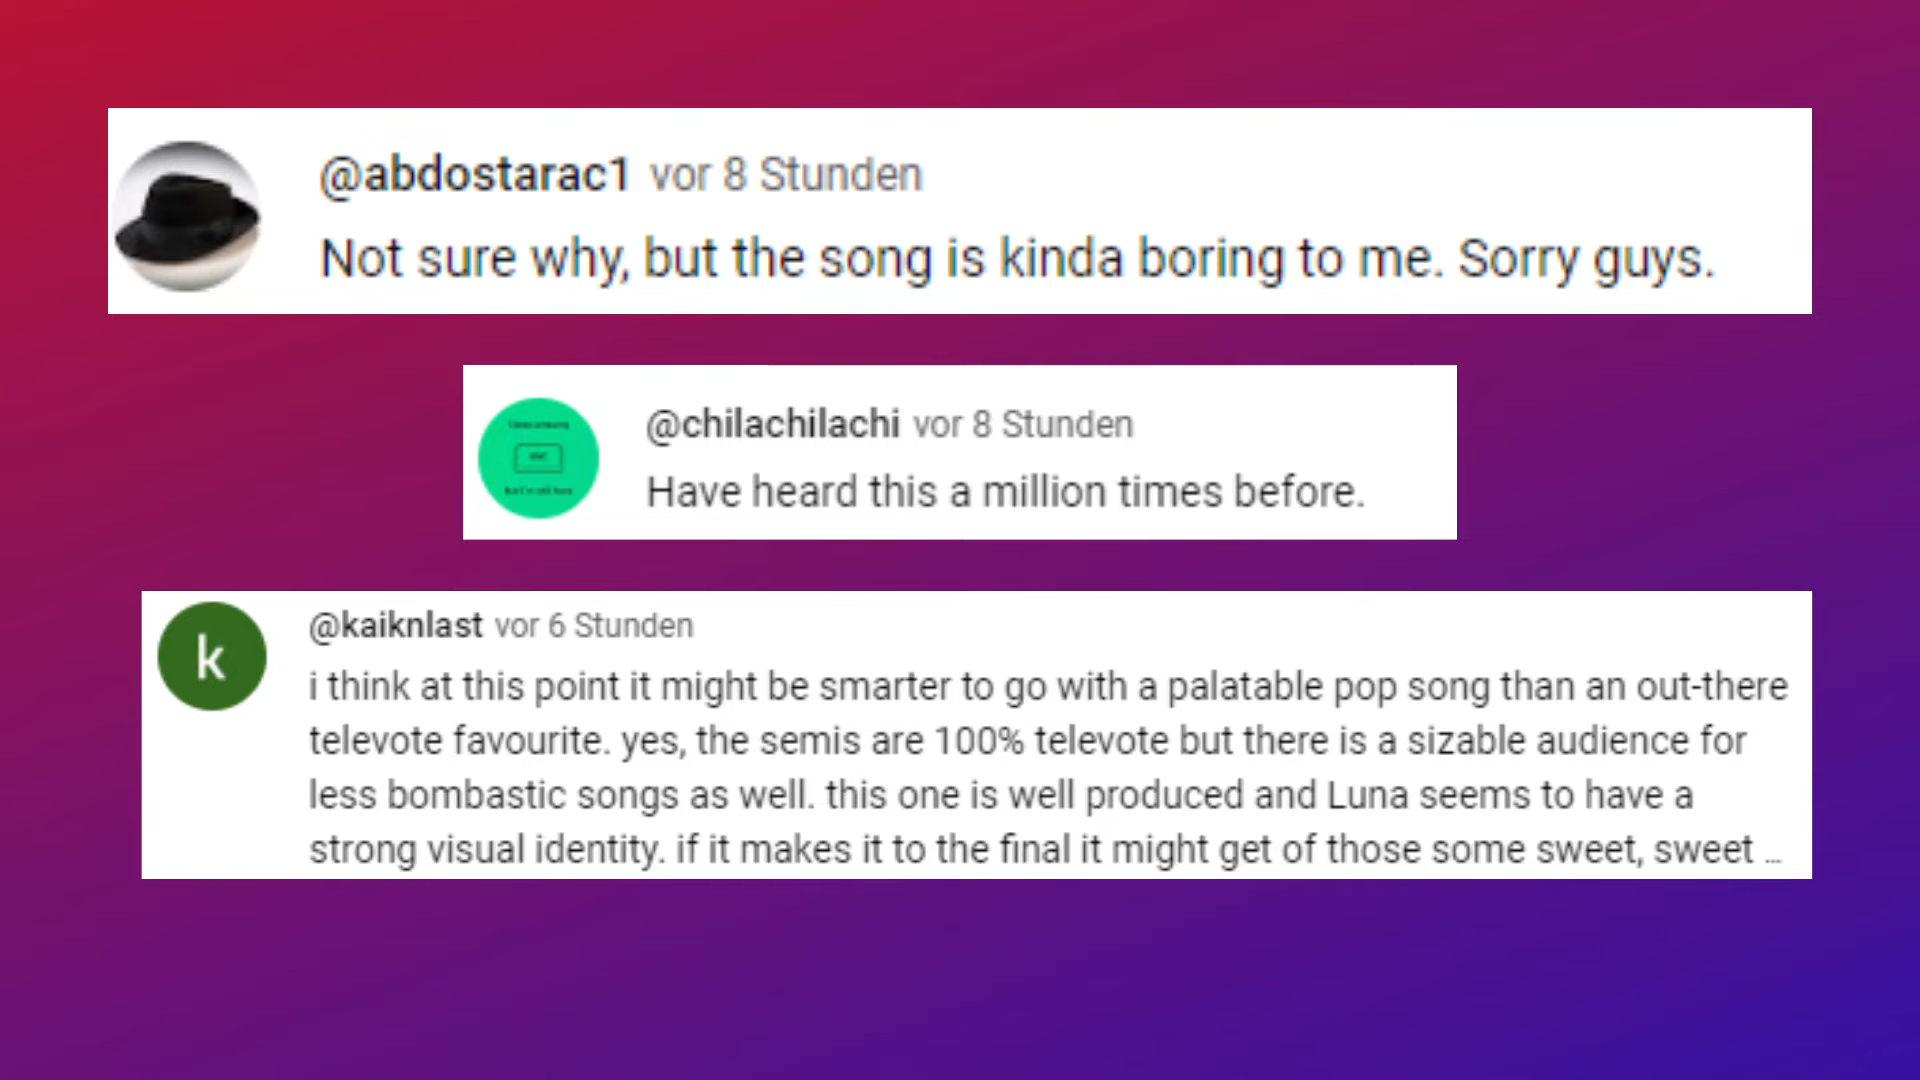 @abdostarac1 vor 8 Stunden
Not sure why, but the song is kinda boring to me. Sorry guys.
@chilachilachi vor 8 Stunden
Have heard this a million times before.
k
@kaiknlast vor 6 Stunden
i think at this point it might be smarter to go with a palatable pop song than an out-there
televote favourite. yes, the semis are 100% televote but there is a sizable audience for
less bombastic songs as well. this one is well produced and Luna seems to have a
strong visual identity. if it makes it to the final it might get of those some sweet, sweet ...